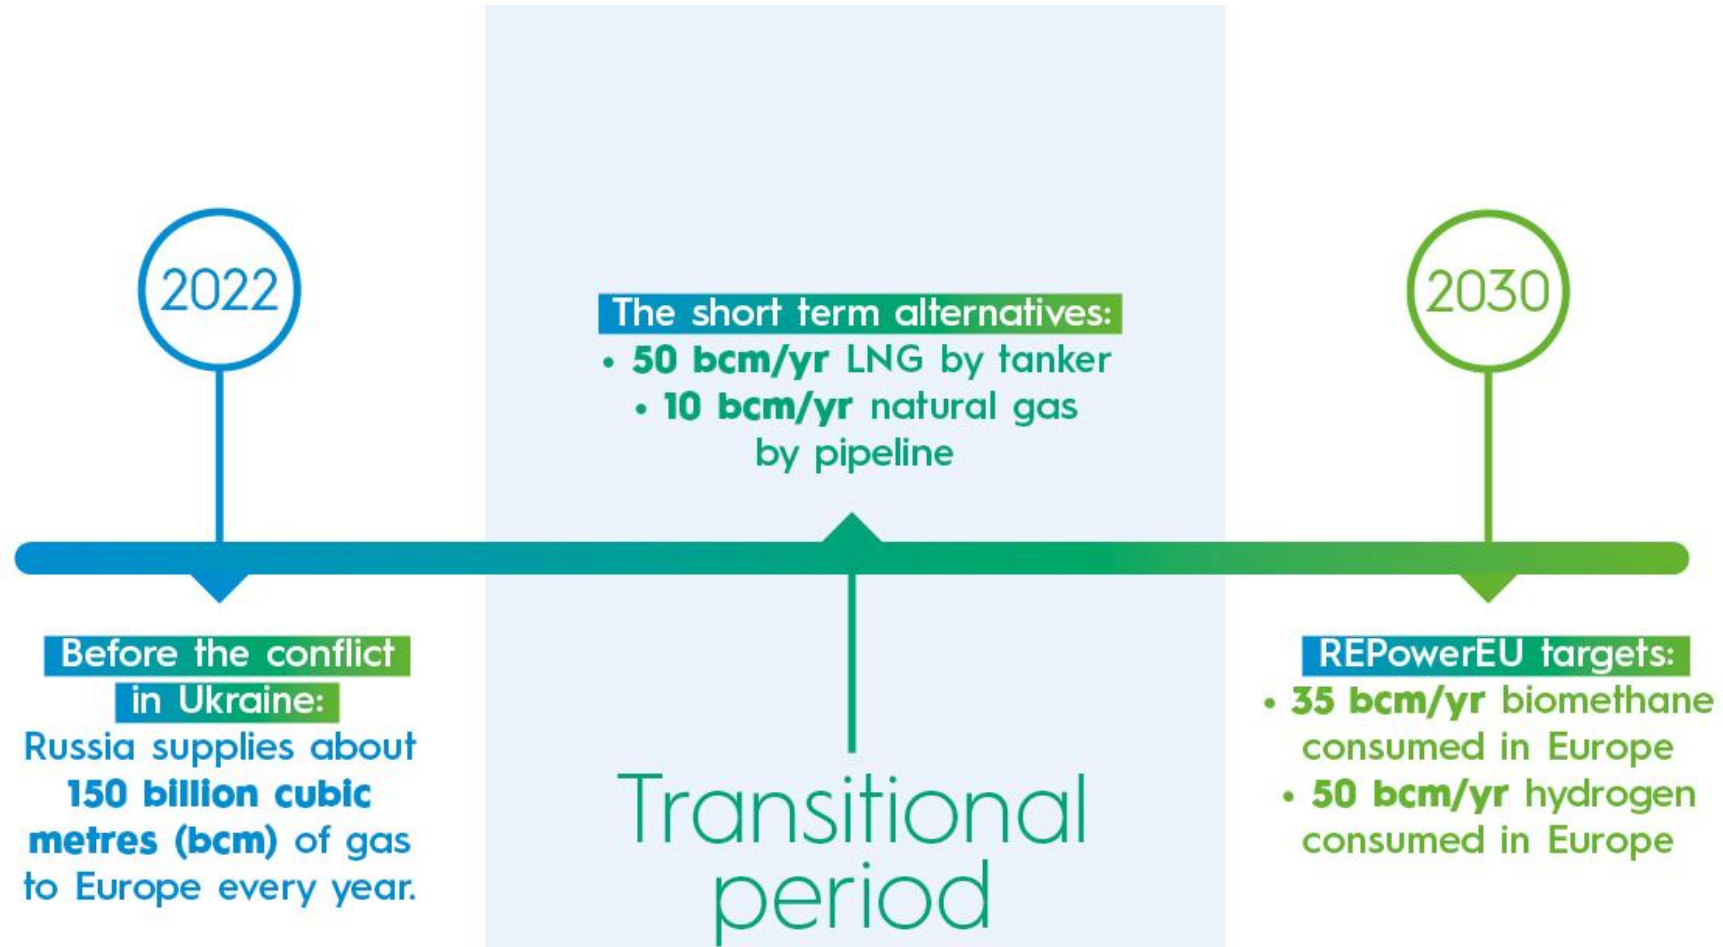 2022
Before the conflict
in Ukraine:
Russia supplies about
150 billion cubic
metres (bcm) of gas
to Europe every year.
The short term alternatives:
• 50 bcm/yr LNG by tanker
• 10 bcm/yr natural gas
by pipeline
Transitional
period
2030
REPowerEU targets:
• 35 bcm/yr biomethane
consumed in Europe
• 50 bcm/yr hydrogen
consumed in Europe